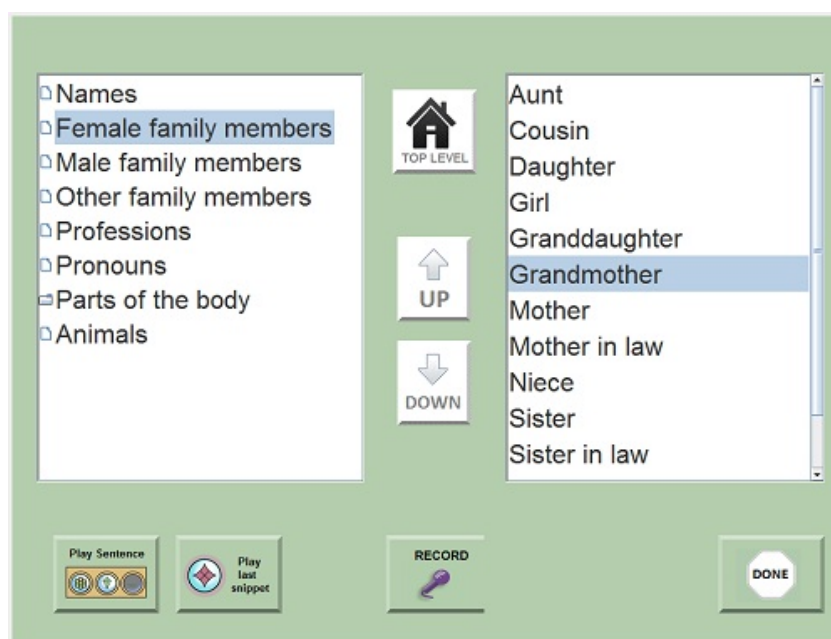 Names
Female family members
Male family members
Other family members
Professions
Pronouns
Parts of the body
Animals
TOP LEVEL
UP
DOWN
Aunt
Cousin
Daughter
Girl
Granddaughter
Grandmother
Mother
Mother in law
Niece
Sister
Sister in law
Play Sentence
Play
last
snippet
RECORD
DONE